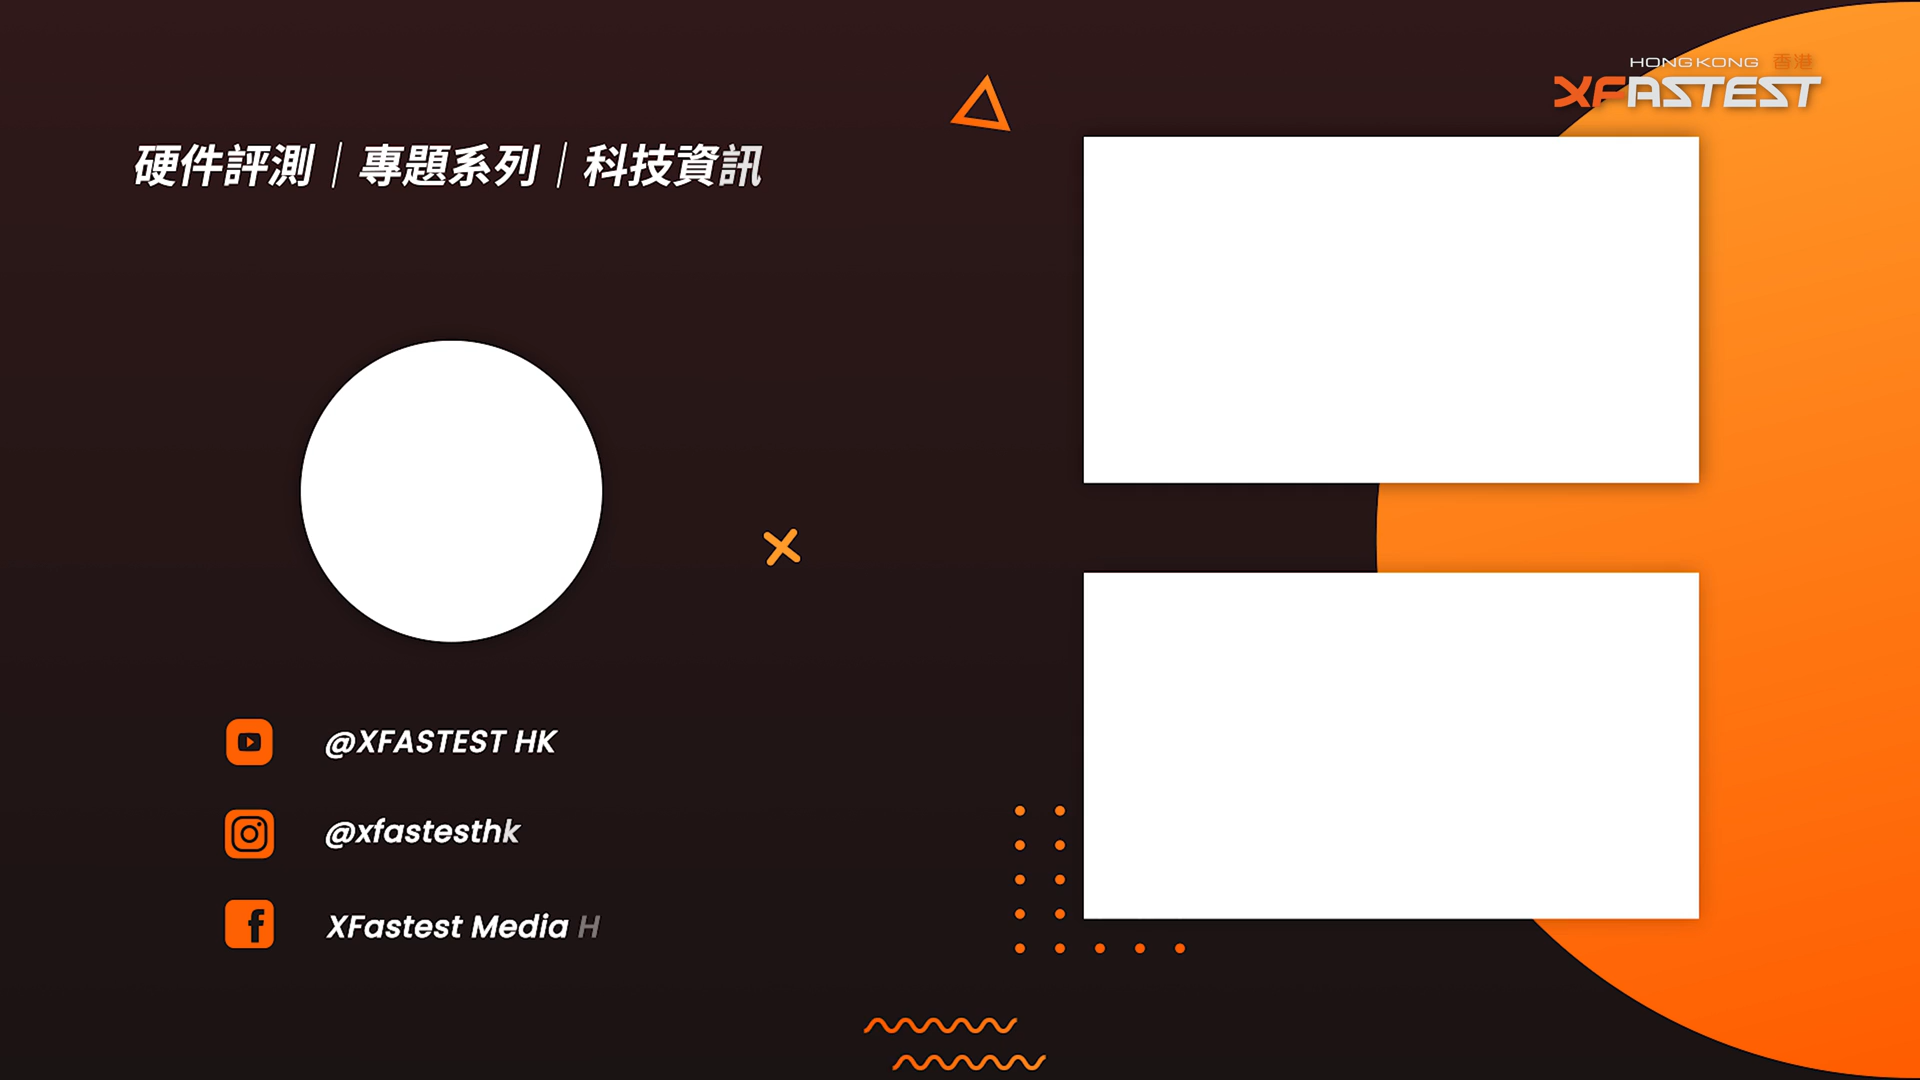 HONG KONG 香港
XFASTEST
硬件評測｜專題系列｜科技資訊
@XFASTEST HK
@xfastesthk
XFastest Media H